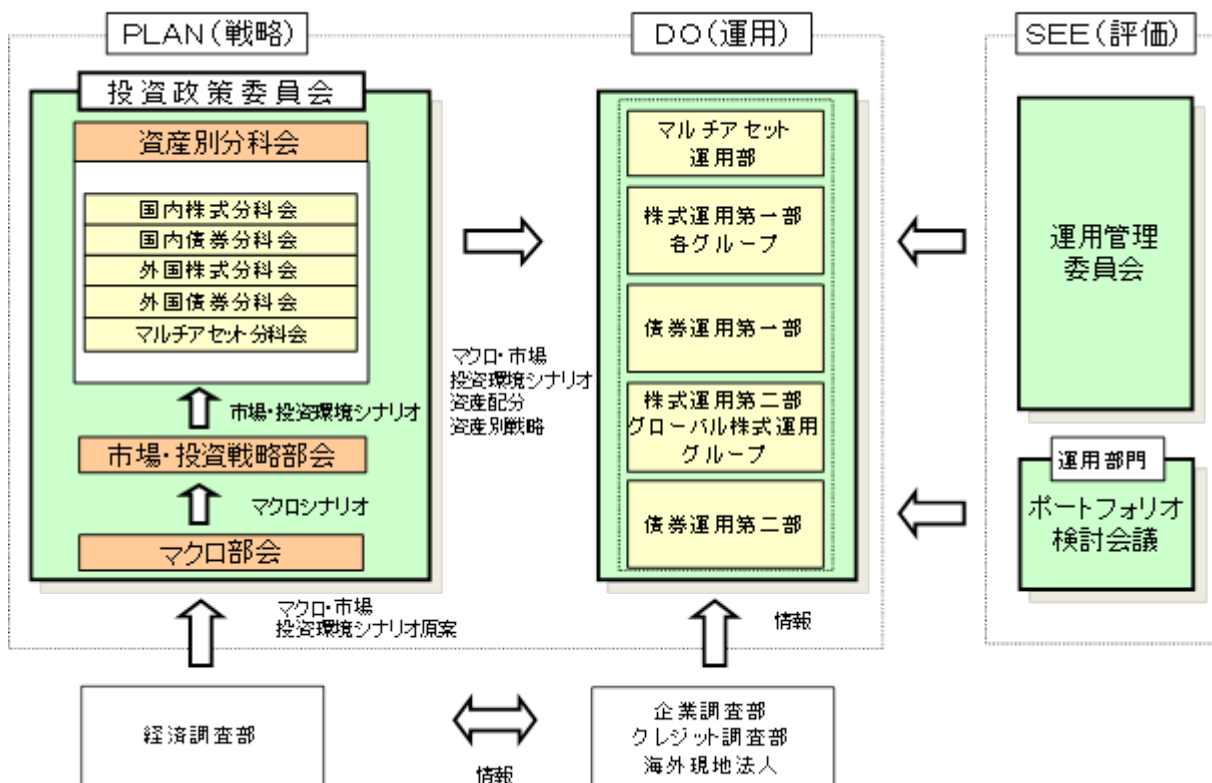 PLAN(戦略)
投資政策委員会
資産別分科会
国内株式分科会
国内債券分科会
外国株式分科会
外国債券分科会
マルチアセット分科会
市場・投資環境シナリオ
市場・投資戦略部会
マクロシナリオ
マクロ部会
マクロ・市場
投資環境シナリオ原案
経済調査部
マクロ・市場
投資環境シナリオ
資産配分
資産別戦略
DO(運用)
マルチアセット
運用部
株式運用第一部
各グループ
債券運用第一部
株式運用第二部
グローバル株式運用
グループ
債券運用第二部
情報
企業調査部
クレジット調査部
海外現地法人
情報
SEE(評価)
運用管理
委員会
運用部門
ポートフォリオ
検討会議